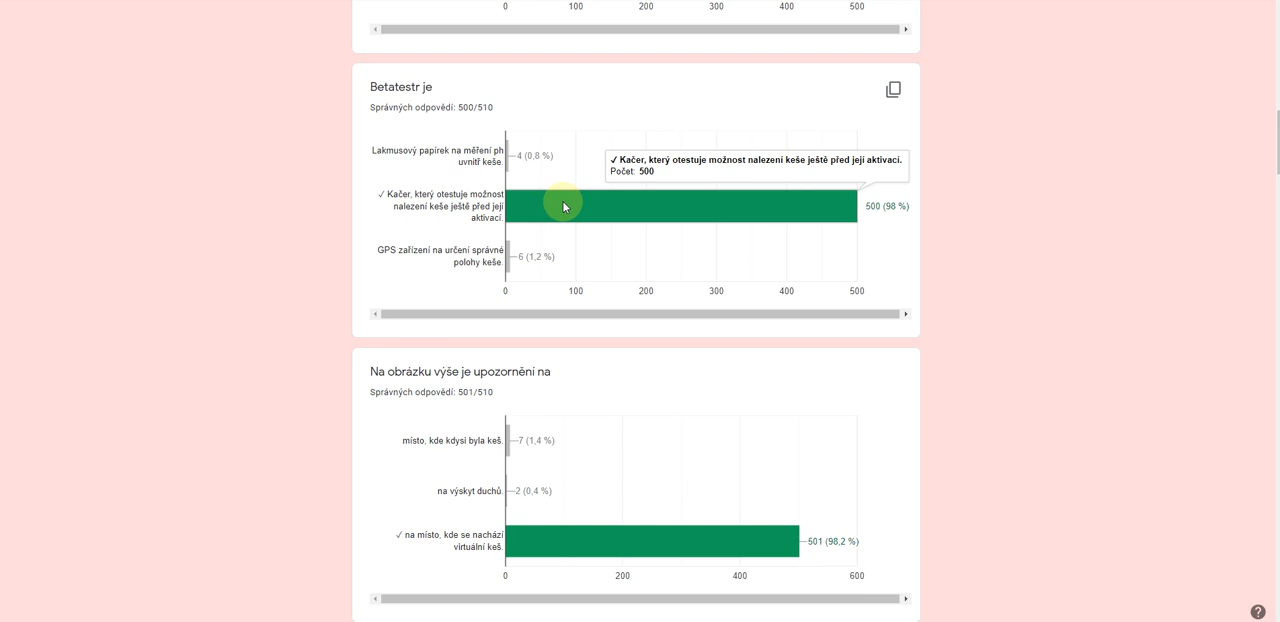 0 100 200 300 400 500
Betatestr je
Správných odpovědí: 500/510
Lakmusový papírek na měření ph
uvnitř keše.
4 (0,8 %)
✓ Kačer, který otestuje možnost nalezení keše ještě před její aktivací.
Počet: 500
✓ Kačer, který otestuje možnost
nalezení keše ještě před její
aktivací.
500 (98 %)
GPS zařízení na určení správné
polohy keše.
6 (1,2 %)
0 100 200 300 400 500
Na obrázku výše je upozornění na
Správných odpovědí: 501/510
místo, kde kdysi byla keš.
7 (1,4 %)
na výskyt duchů.
2 (0,4 %)
✓ na místo, kde se nachází
virtuální keš.
501 (98,2 %)
0 200 400 600
?